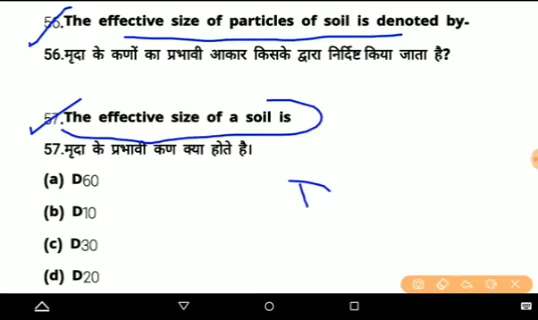 56.The effective size of particles of soil is denoted by-
56.मृदा के कणों का प्रभावी आकार किसके द्वारा निर्दिष्ट किया जाता है?
57.The effective size of a soil is
57.मृदा के प्रभावी कण क्या होते है।
(a) D60
(b) D10
(c) D30
(d) D20